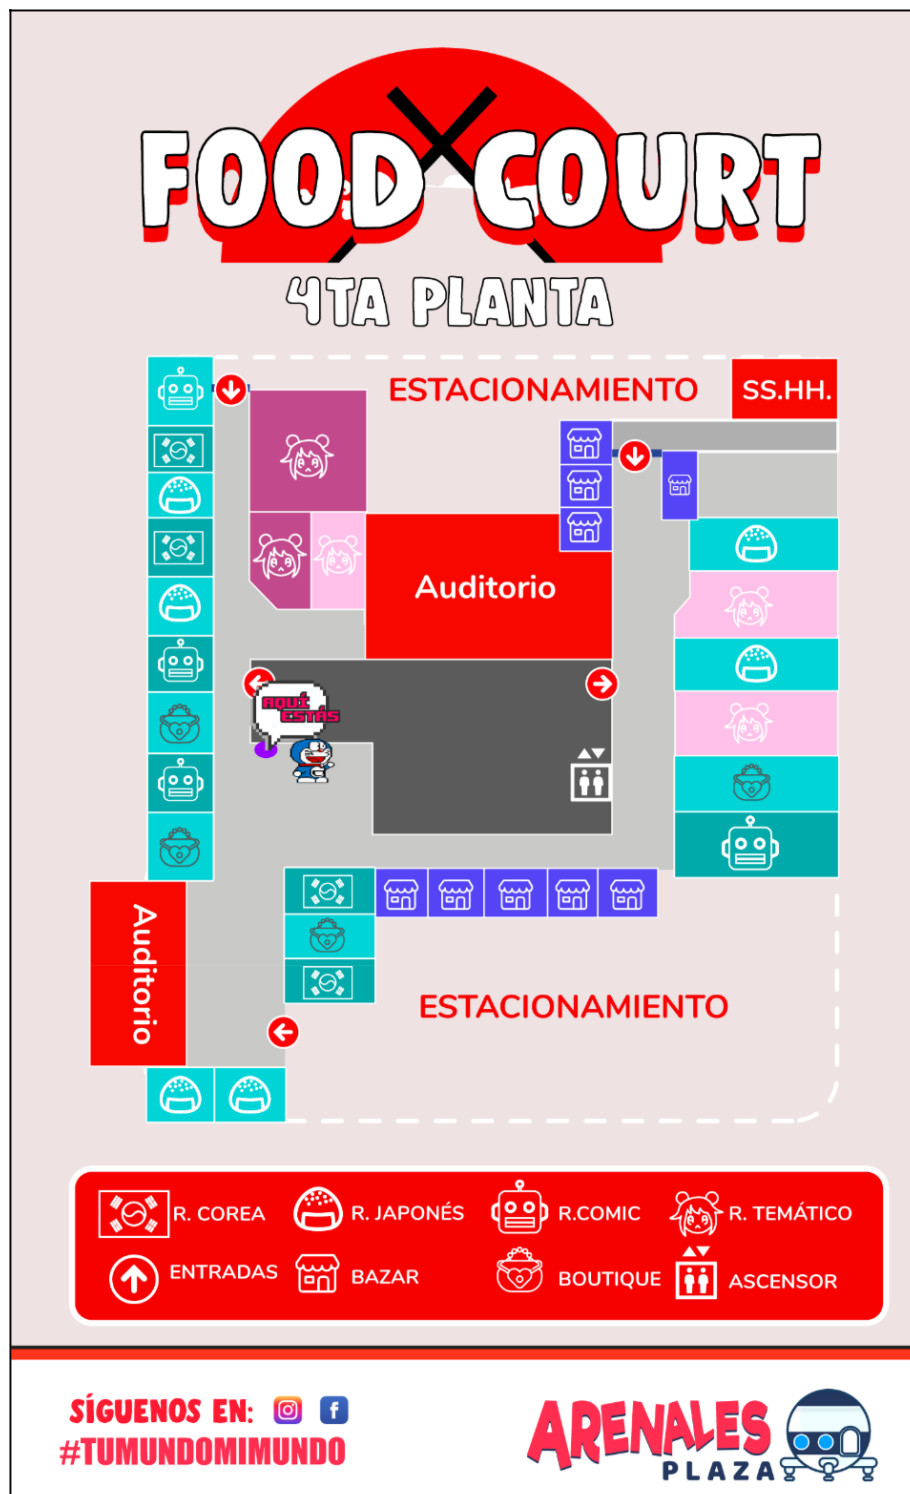 FOOD COURT
4TA PLANTA
ESTACIONAMIENTO
SS.HH.
Auditorio
AQUÍ
ESTÁS
Auditorio
ESTACIONAMIENTO
R. COREA
R. JAPONÉS
R.COMIC
R. TEMÁTICO
ENTRADAS
BAZAR
BOUTIQUE
ASCENSOR
SÍGUENOS EN:
#TUMUNDOMIMUNDO
ARENALES
PLAZA